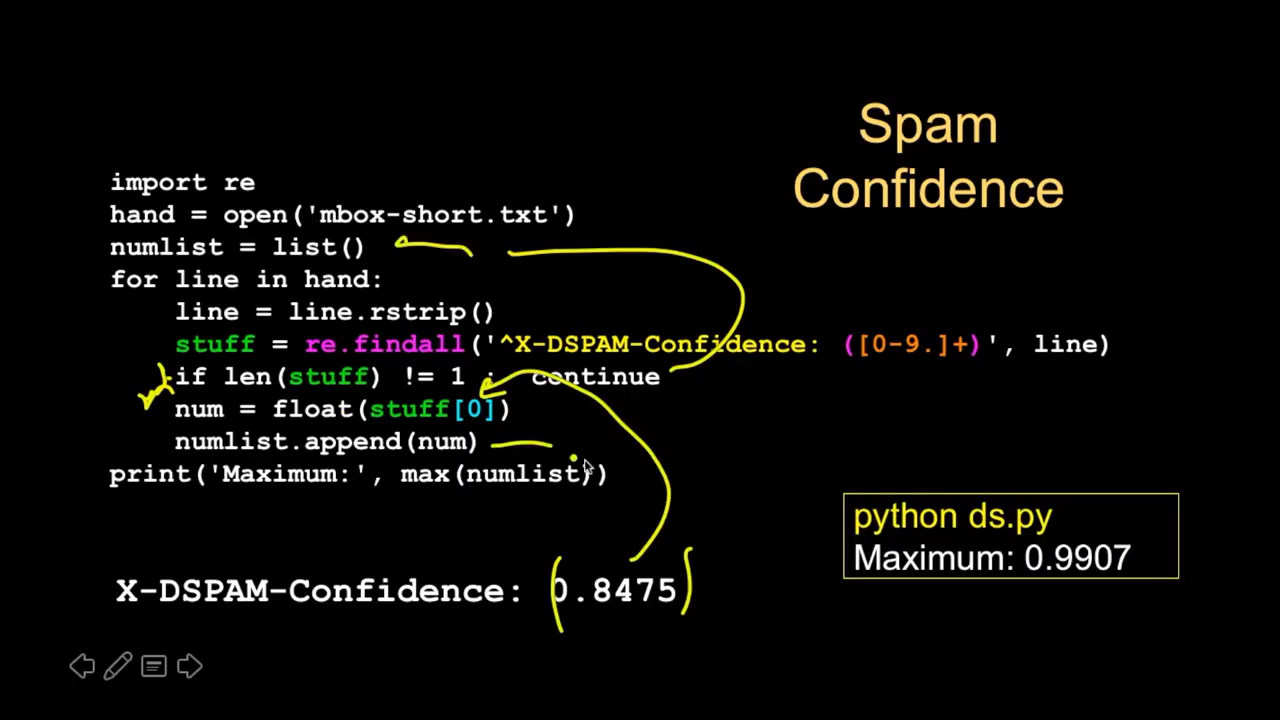 Spam
Confidence
import re
hand = open('mbox-short.txt')
numlist = list()
for line in hand:
    line = line.rstrip()
    stuff = re.findall('^X-DSPAM-Confidence: ([0-9.]+)', line)
    if len(stuff) != 1 :  continue
    num = float(stuff[0])
    numlist.append(num)
print('Maximum:', max(numlist))
python ds.py
Maximum: 0.9907
X-DSPAM-Confidence: 0.8475